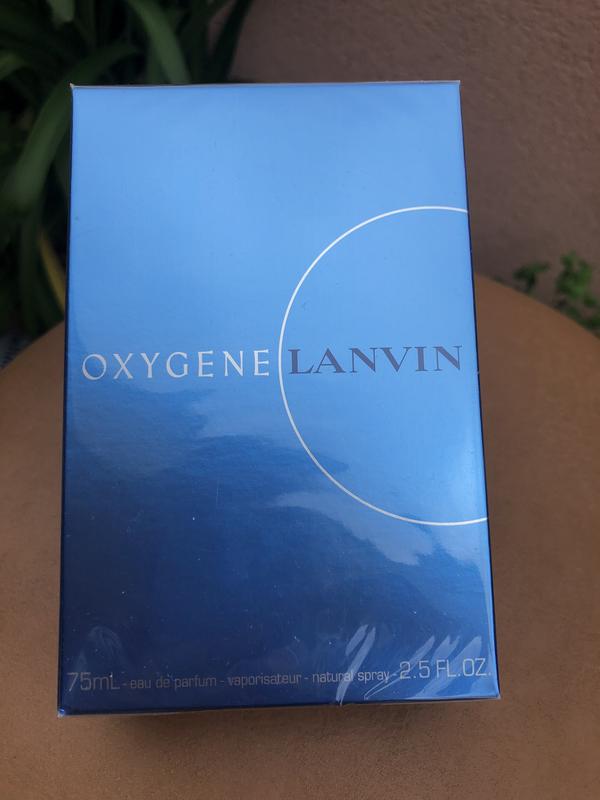 OXYGENE LANVIN
75mL - eau de parfum - vaporisateur - natural spray - 2.5 FL.OZ.